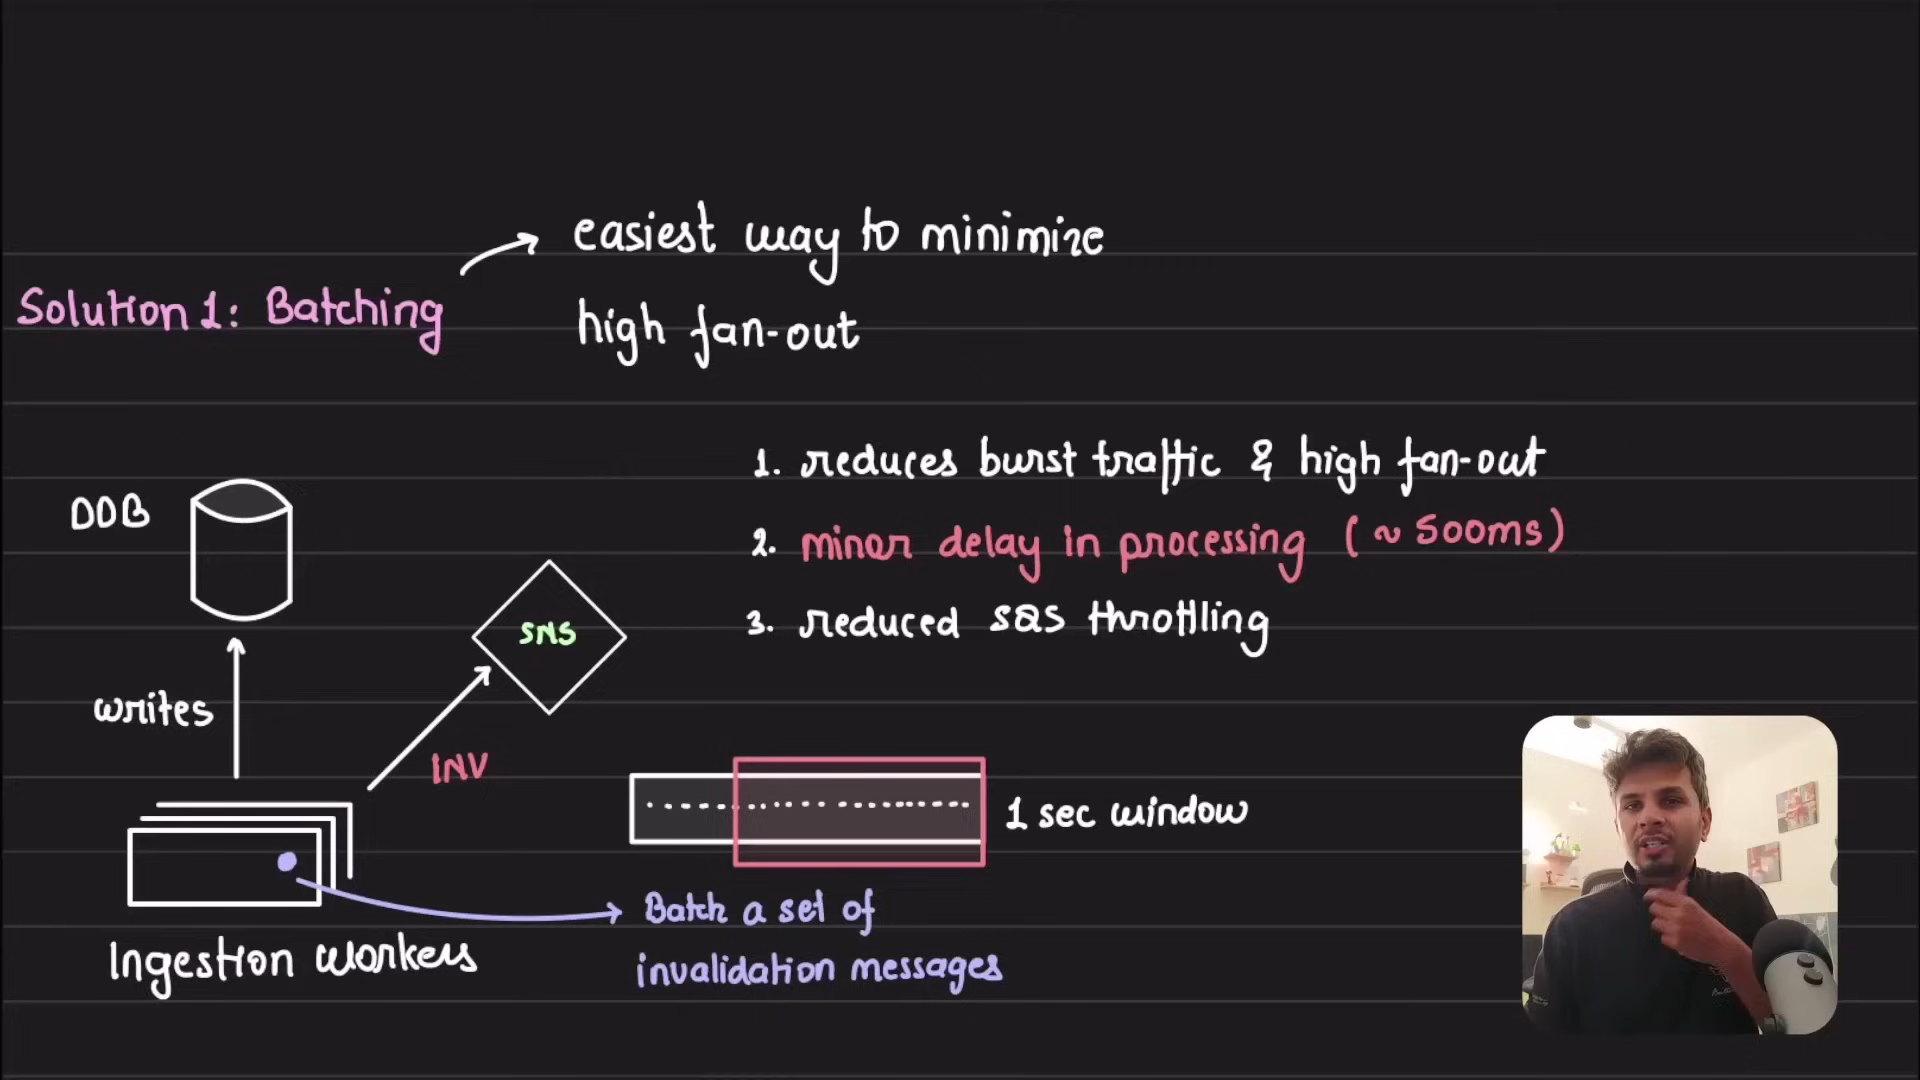 easiest way to minimize
Solution 1: Batching
high fan-out
1. reduces burst traffic & high fan-out
DDB
2. minor delay in processing (~500ms)
SNS
3. reduced SQS throttling
writes
INV
1 sec window
Batch a set of
invalidation messages
Ingestion workers